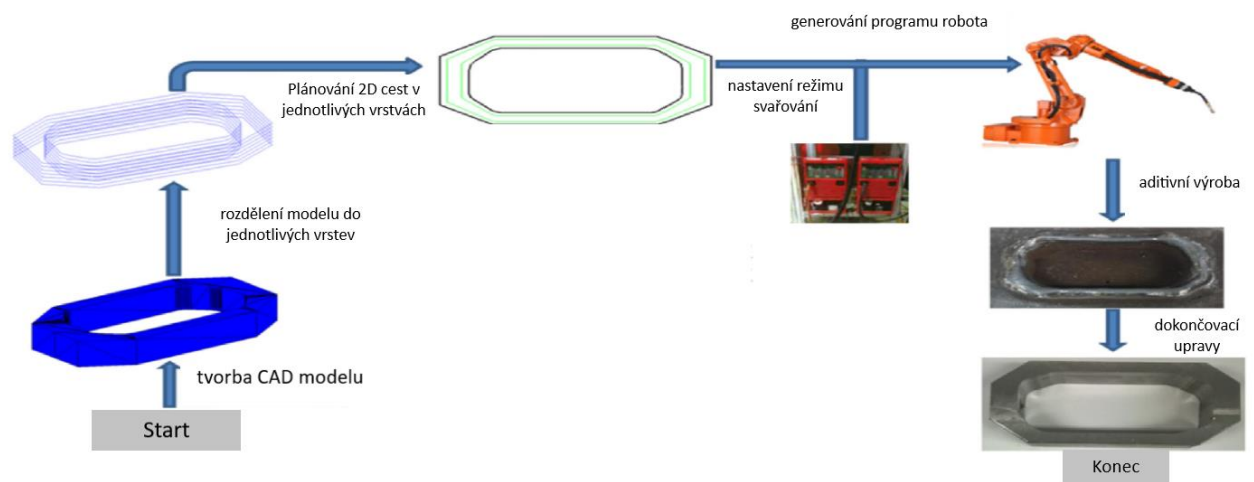 generování programu robota
Plánování 2D cest v
jednotlivých vrstvách
nastavení režimu
svařování
aditivní výroba
rozdělení modelu do
jednotlivých vrstev
dokončovací
upravy
tvorba CAD modelu
Start
Konec